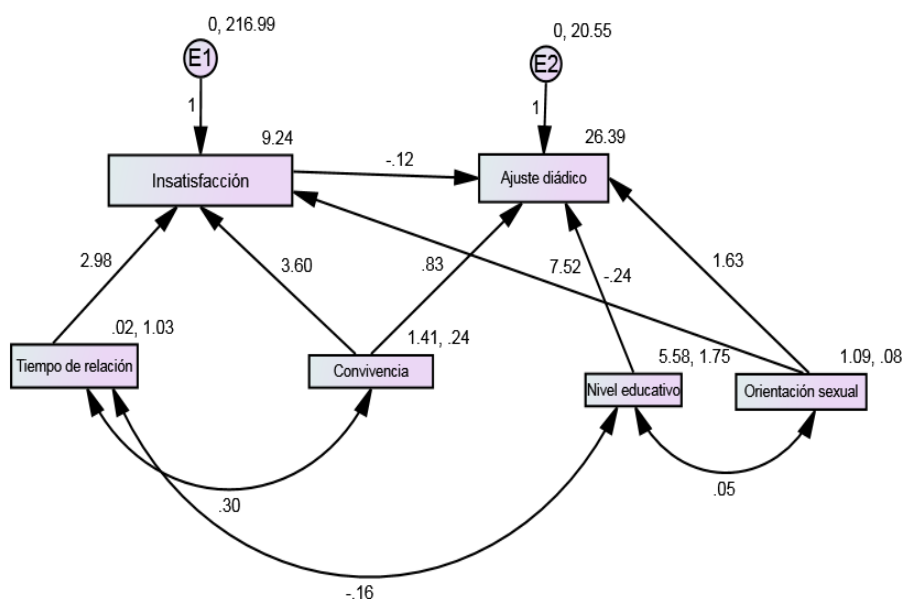 0, 216.99
E1
0, 20.55
E2
1
1
9.24
26.39
Insatisfacción
-.12
Ajuste diádico
2.98
3.60
.83
7.52
-.24
1.63
.02, 1.03
1.41, .24
5.58, 1.75
1.09, .08
Tiempo de relación
Convivencia
Nivel educativo
Orientación sexual
.30
.05
-.16